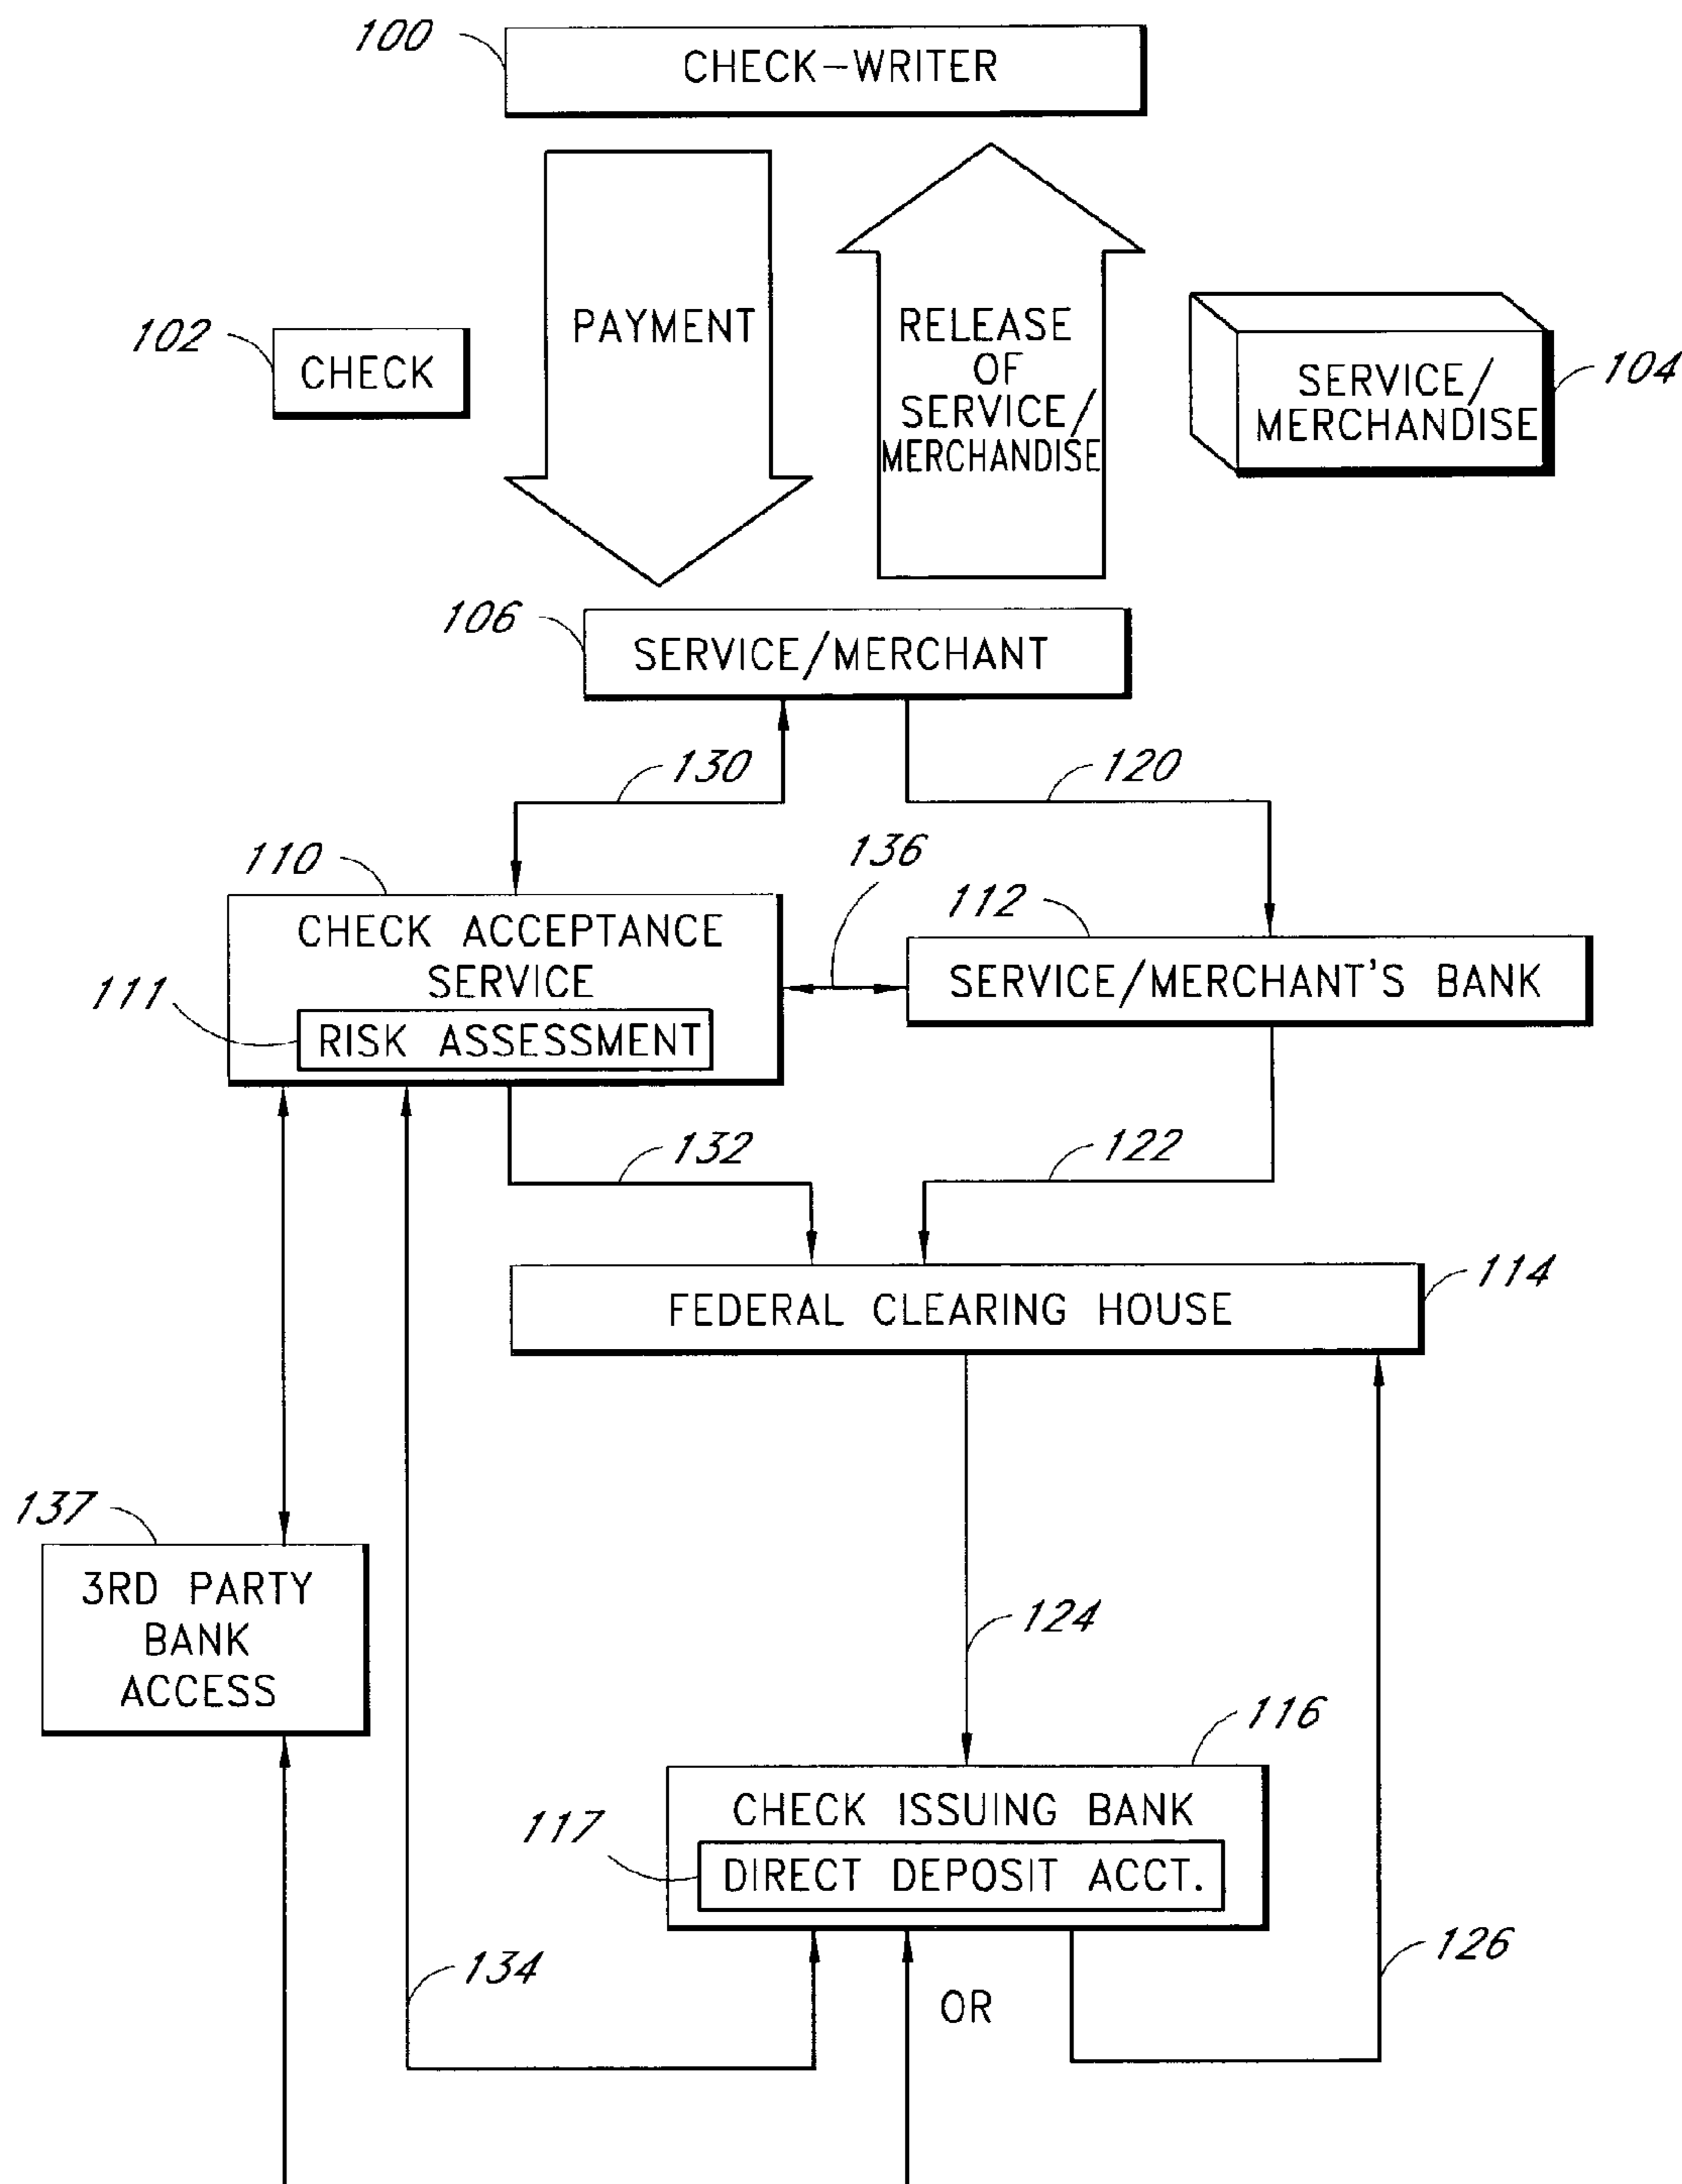 100
CHECK-WRITER
PAYMENT
RELEASE
OF
SERVICE/
MERCHANDISE
102
CHECK
SERVICE/
MERCHANDISE
104
106
SERVICE/MERCHANT
130
120
110
136
112
CHECK ACCEPTANCE
SERVICE
111
RISK ASSESSMENT
SERVICE/MERCHANT'S BANK
132
122
114
FEDERAL CLEARING HOUSE
137
3RD PARTY
BANK
ACCESS
124
116
CHECK ISSUING BANK
117
DIRECT DEPOSIT ACCT.
134
OR
126